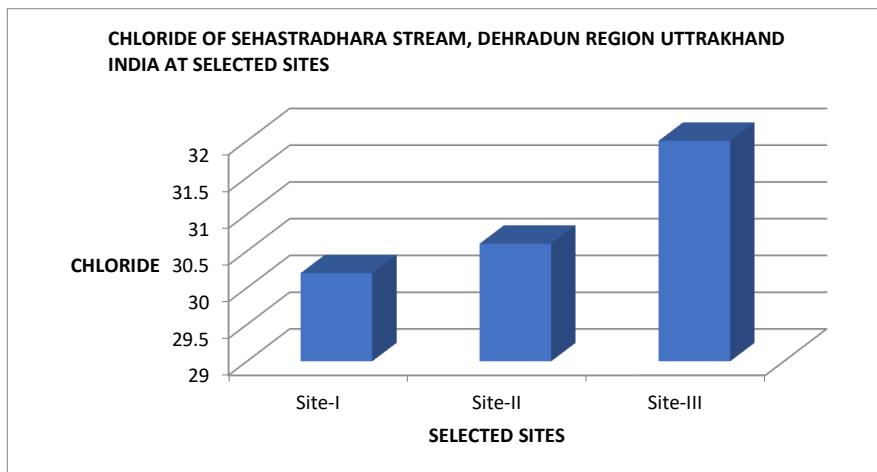 CHLORIDE OF SEHASTRADHARA STREAM, DEHRADUN REGION UTTRAKHAND
INDIA AT SELECTED SITES
32
31.5
31
CHLORIDE 30.5
30
29.5
29
Site-I Site-II Site-III
SELECTED SITES